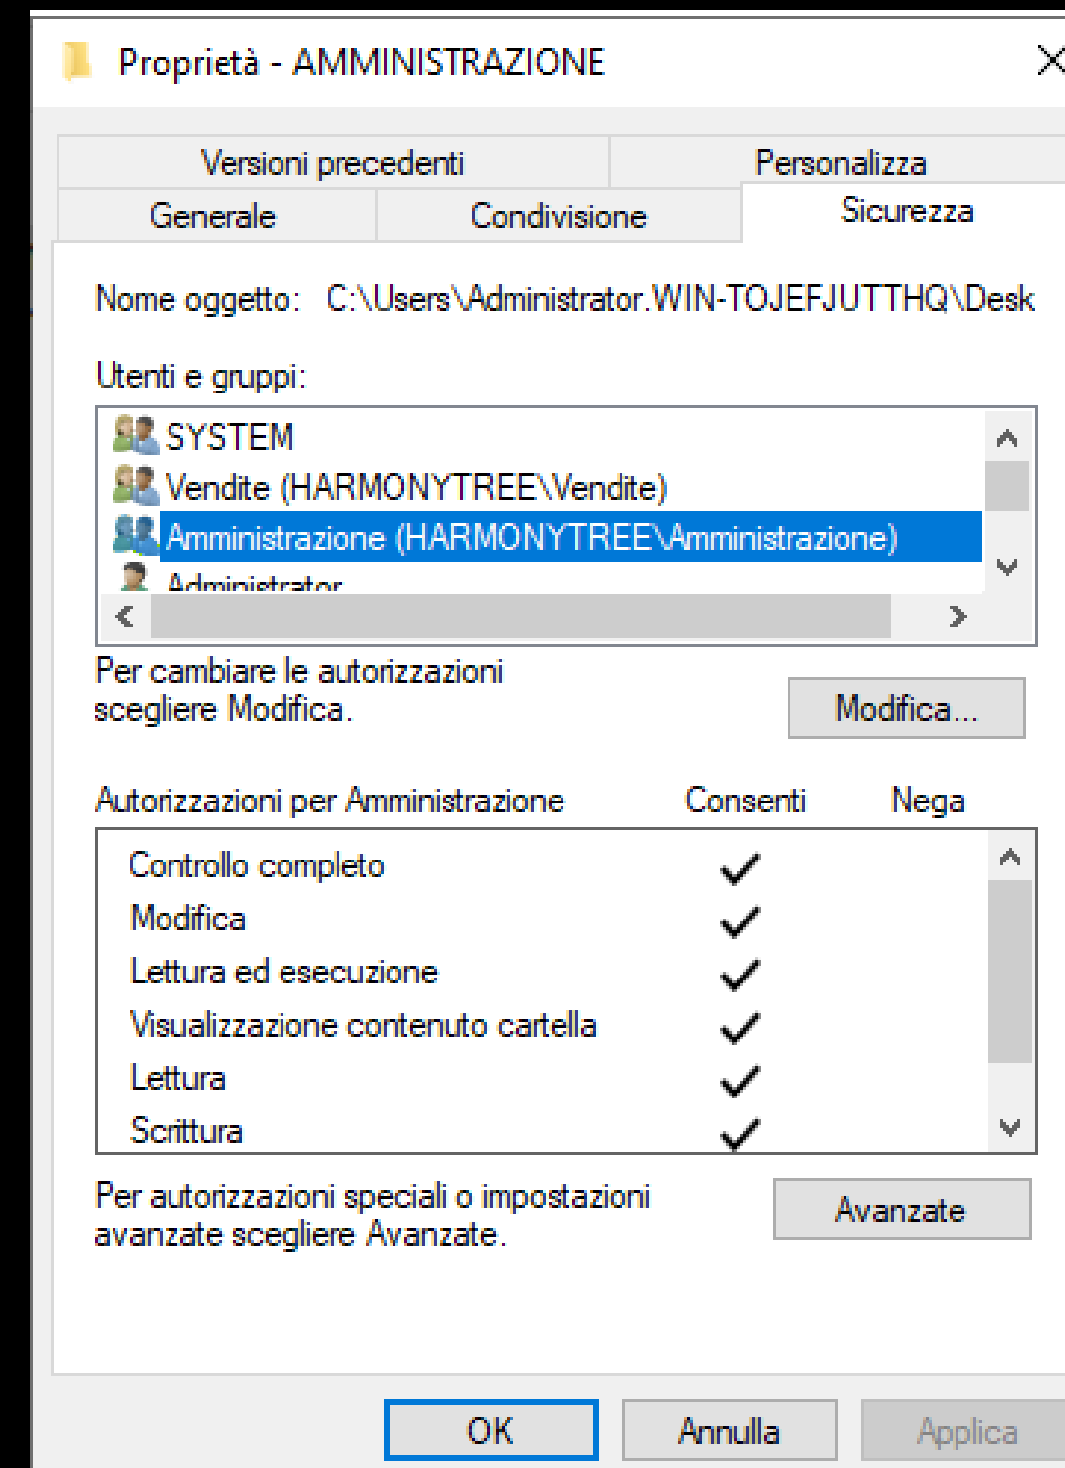 Proprietà - AMMINISTRAZIONE
Versioni precedenti
Personalizza
Generale
Condivisione
Sicurezza
Nome oggetto: C:\Users\Administrator.WIN-TOJEFJUTTHQ\Desk
Utenti e gruppi:
SYSTEM
Vendite (HARMONYTREE\Vendite)
Amministrazione (HARMONYTREE\Amministrazione)
Administrator
Per cambiare le autorizzazioni
scegliere Modifica.
Modifica...
Autorizzazioni per Amministrazione
Consenti
Nega
Controllo completo
Modifica
Lettura ed esecuzione
Visualizzazione contenuto cartella
Lettura
Scrittura
Per autorizzazioni speciali o impostazioni
avanzate scegliere Avanzate.
Avanzate
OK
Annulla
Applica